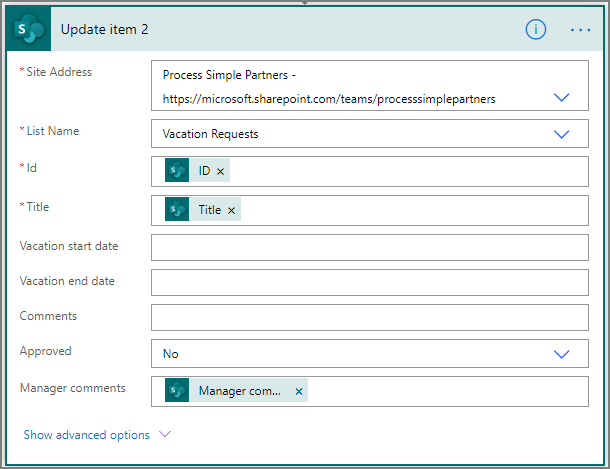 Update item 2
* Site Address
Process Simple Partners -
https://microsoft.sharepoint.com/teams/processsimplepartners
* List Name
Vacation Requests
* Id
ID ×
* Title
Title ×
Vacation start date
Vacation end date
Comments
Approved
No
Manager comments
Manager com... ×
Show advanced options